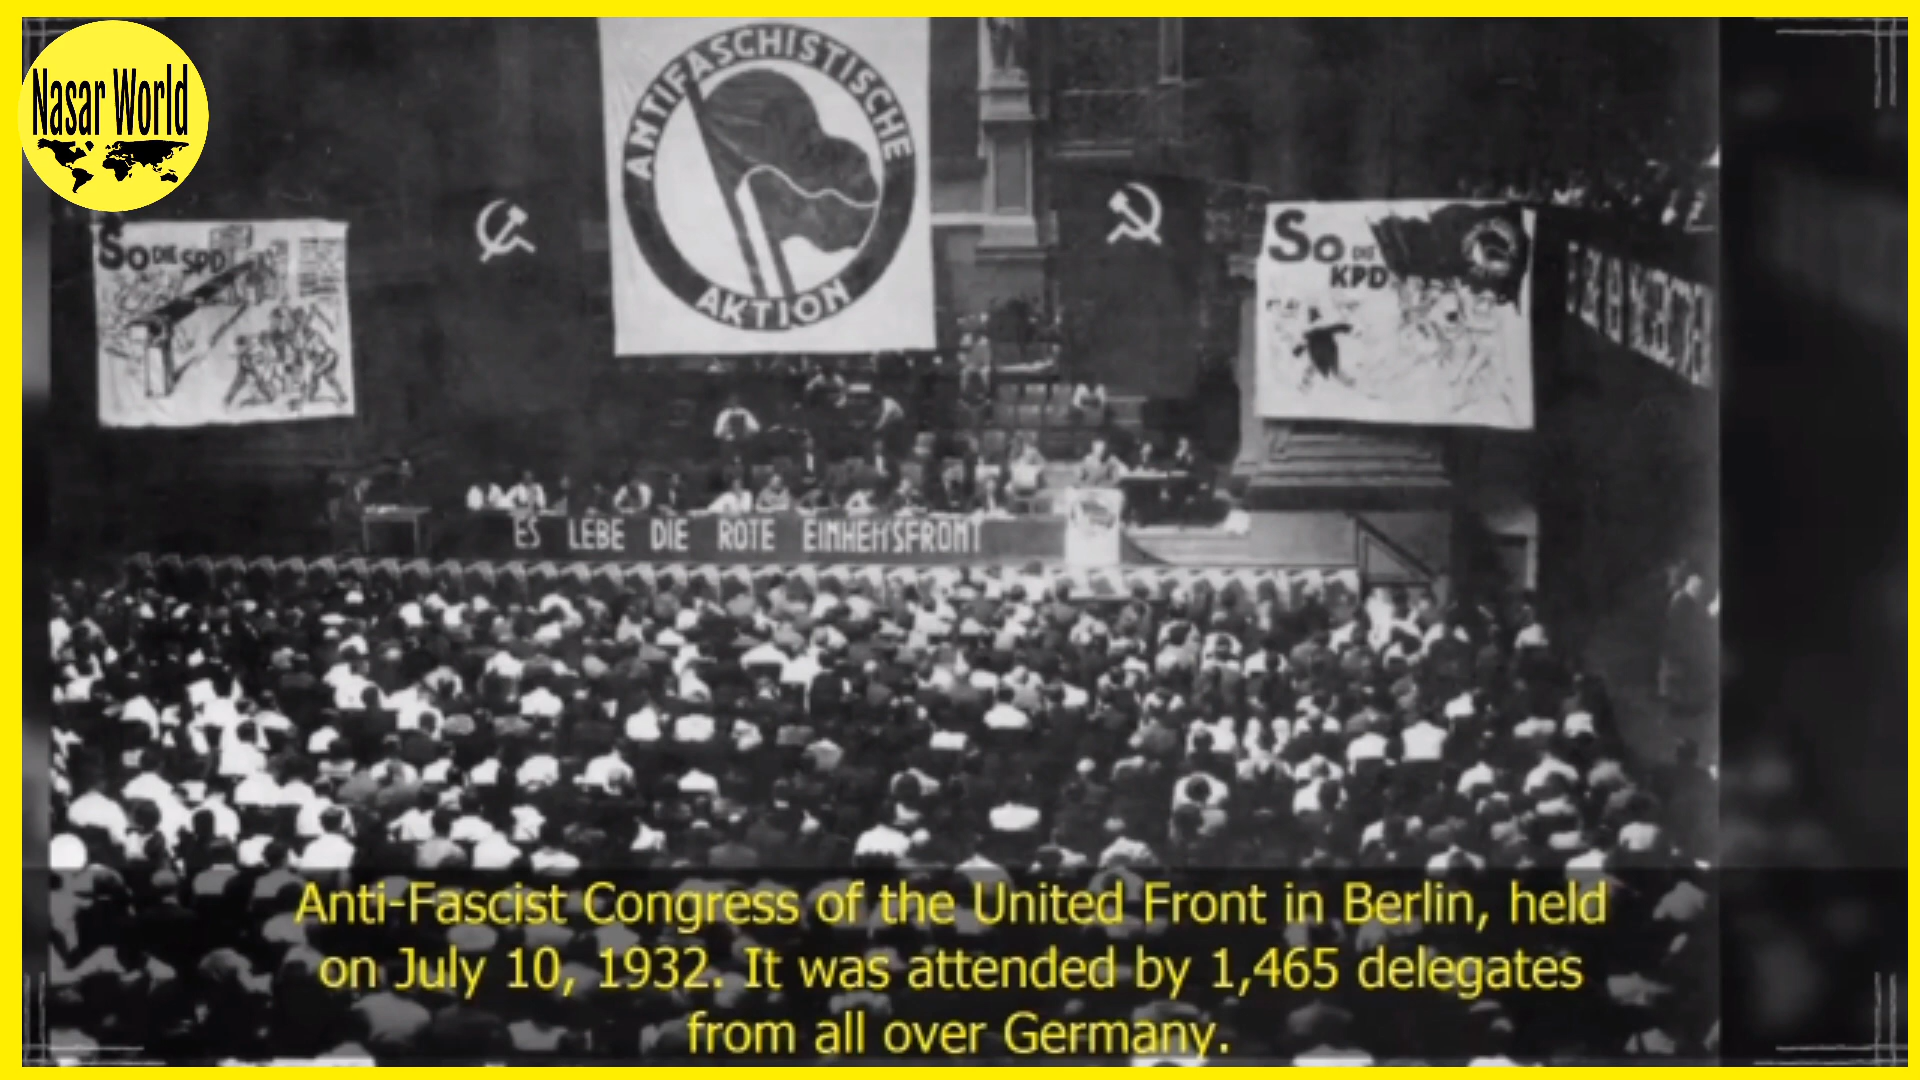 Nasar World
ANTIFASCHISTISCHE
AKTION
SO DIE SPD
SO DIE
KPD
ES LEBE DIE ROTE EINHEITSFRONT
Anti-Fascist Congress of the United Front in Berlin, held
on July 10, 1932. It was attended by 1,465 delegates
from all over Germany.